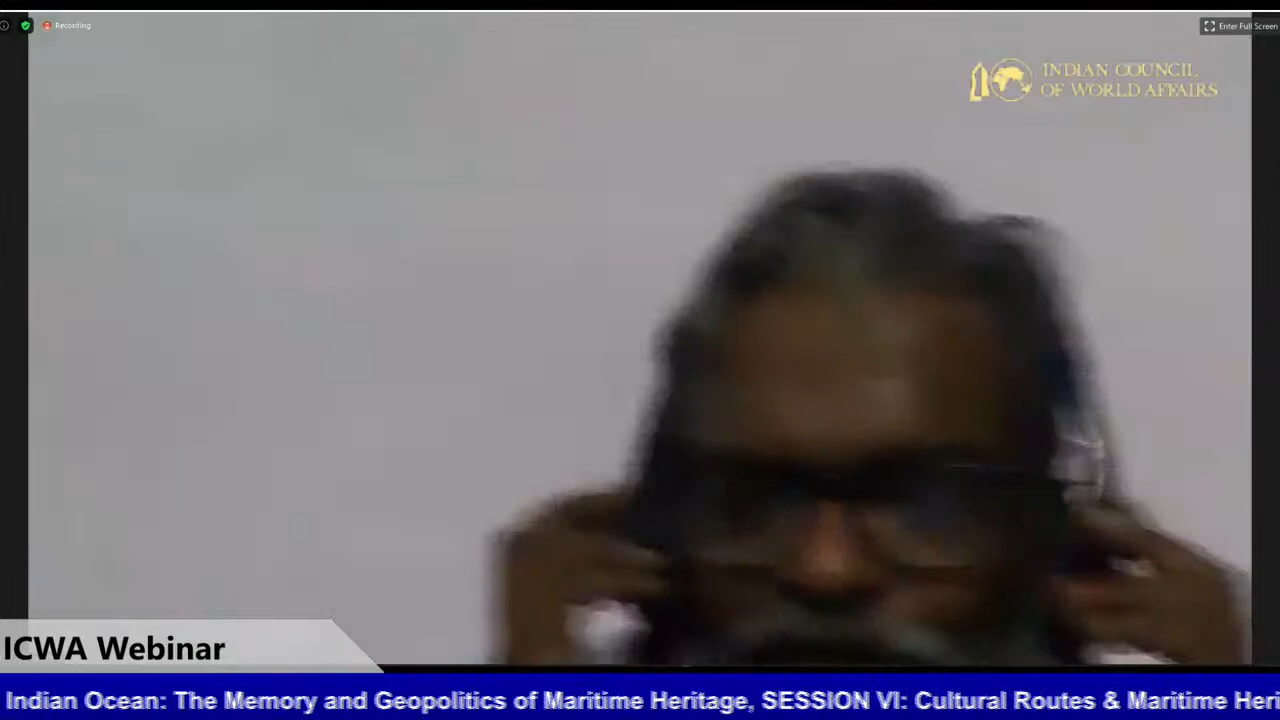 Recording
Enter Full Screen
INDIAN COUNCIL
OF WORLD AFFAIRS
ICWA Webinar
Indian Ocean: The Memory and Geopolitics of Maritime Heritage, SESSION VI: Cultural Routes & Maritime Heri